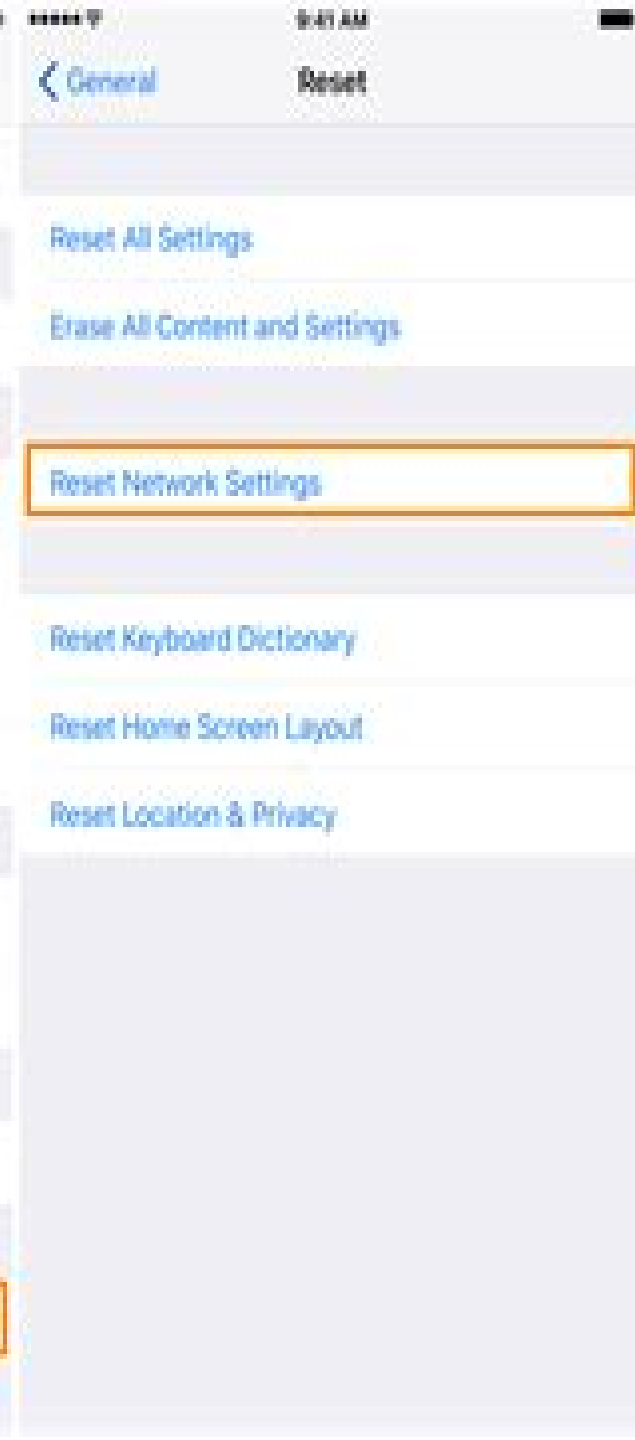 9:41 AM
General
Reset
Reset All Settings
Erase All Content and Settings
Reset Network Settings
Reset Keyboard Dictionary
Reset Home Screen Layout
Reset Location & Privacy